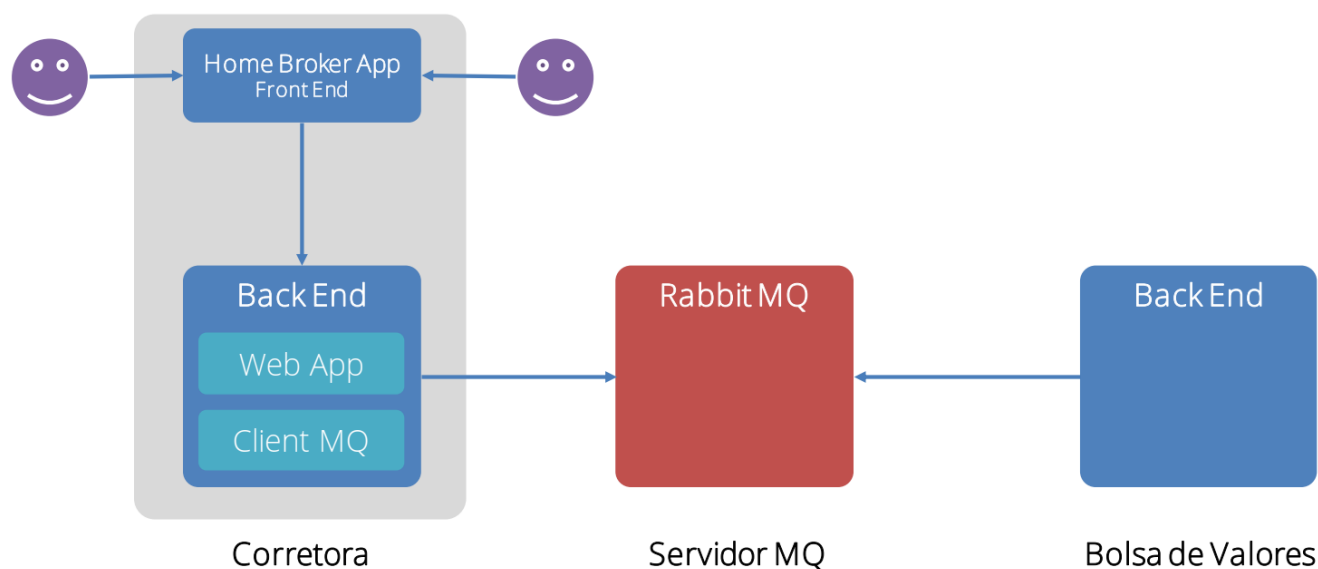 Home Broker App
Front End
Back End
Web App
Client MQ
Rabbit MQ
Back End
Corretora
Servidor MQ
Bolsa de Valores